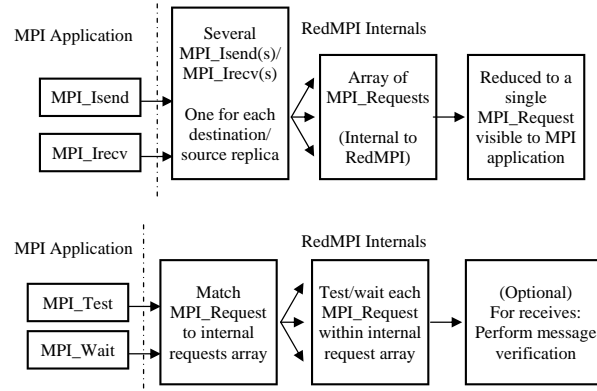 MPI Application
RedMPI Internals
MPI_Isend
MPI_Irecv
Several
MPI_Isend(s)/
MPI_Irecv(s)
One for each
destination/
source replica
Array of
MPI_Requests
(Internal to
RedMPI)
Reduced to a
single
MPI_Request
visible to MPI
application
MPI Application
RedMPI Internals
MPI_Test
MPI_Wait
Match
MPI_Request
to internal
requests array
Test/wait each
MPI_Request
within internal
request array
(Optional)
For receives:
Perform message
verification